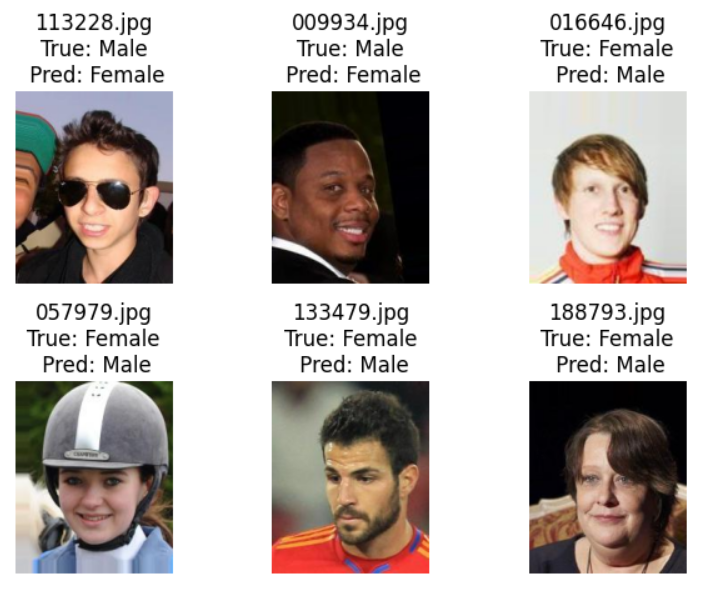 113228.jpg
True: Male
Pred: Female
009934.jpg
True: Male
Pred: Female
016646.jpg
True: Female
Pred: Male
057979.jpg
True: Female
Pred: Male
133479.jpg
True: Female
Pred: Male
188793.jpg
True: Female
Pred: Male